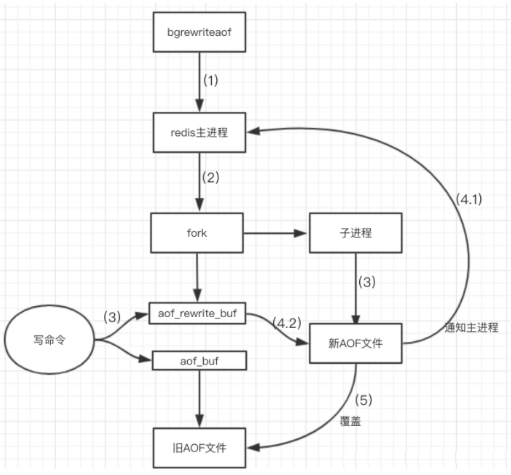 bgrewriteaof
(1)
redis主进程
(2)
(4.1)
fork
子进程
(3)
(3)
aof_rewrite_buf
(4.2)
通知主进程
写命令
新AOF文件
aof_buf
(5)
覆盖
旧AOF文件